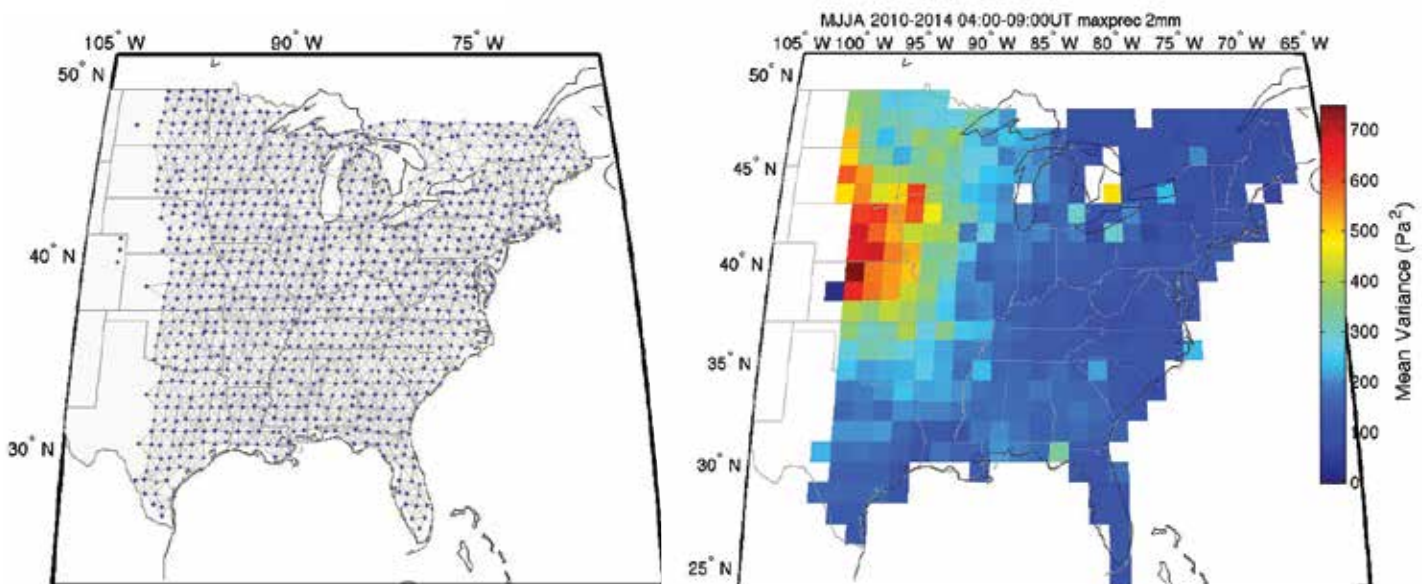 105° W 90° W 75° W
50° N
40° N
30° N
MJJA 2010-2014 04:00-09:00UT maxprec 2mm
105° W 100° W 95° W 90° W 85° W 80° W 75° W 70° W 65° W
50° N
45° N
40° N
35° N
30° N
25° N
700
600
500
400
300
200
100
0
Mean Variance (Pa²)